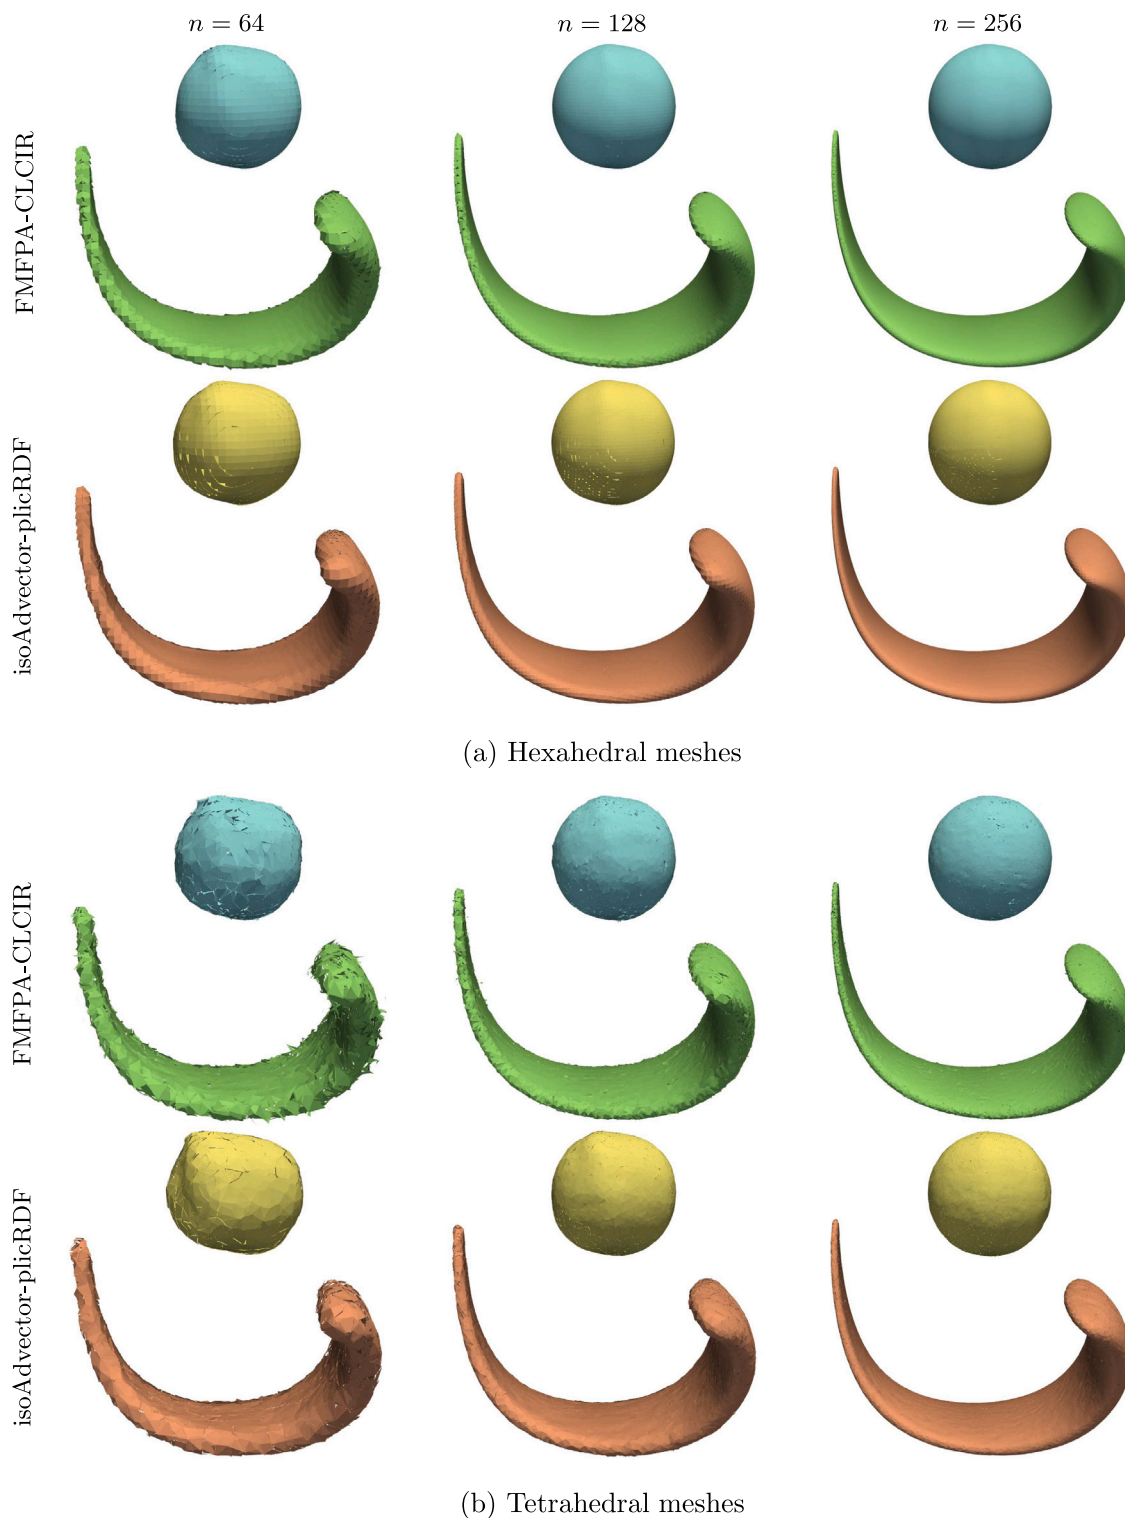 n = 64
n = 128
n = 256
FMFPA-CLCIR
isoAdvector-plicRDF
(a) Hexahedral meshes
FMFPA-CLCIR
isoAdvector-plicRDF
(b) Tetrahedral meshes